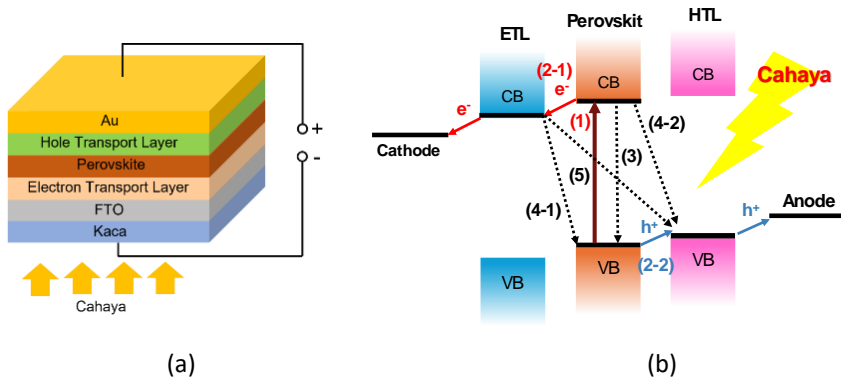 Au
Hole Transport Layer
Perovskite
Electron Transport Layer
FTO
Kaca
Cahaya
+
-
(a)
ETL
Perovskit
HTL
CB
(2-1)
e-
CB
CB
Cahaya
e-
(1)
(4-2)
Cathode
(3)
(5)
(4-1)
h+
h+
Anode
VB
VB
(2-2)
VB
(b)